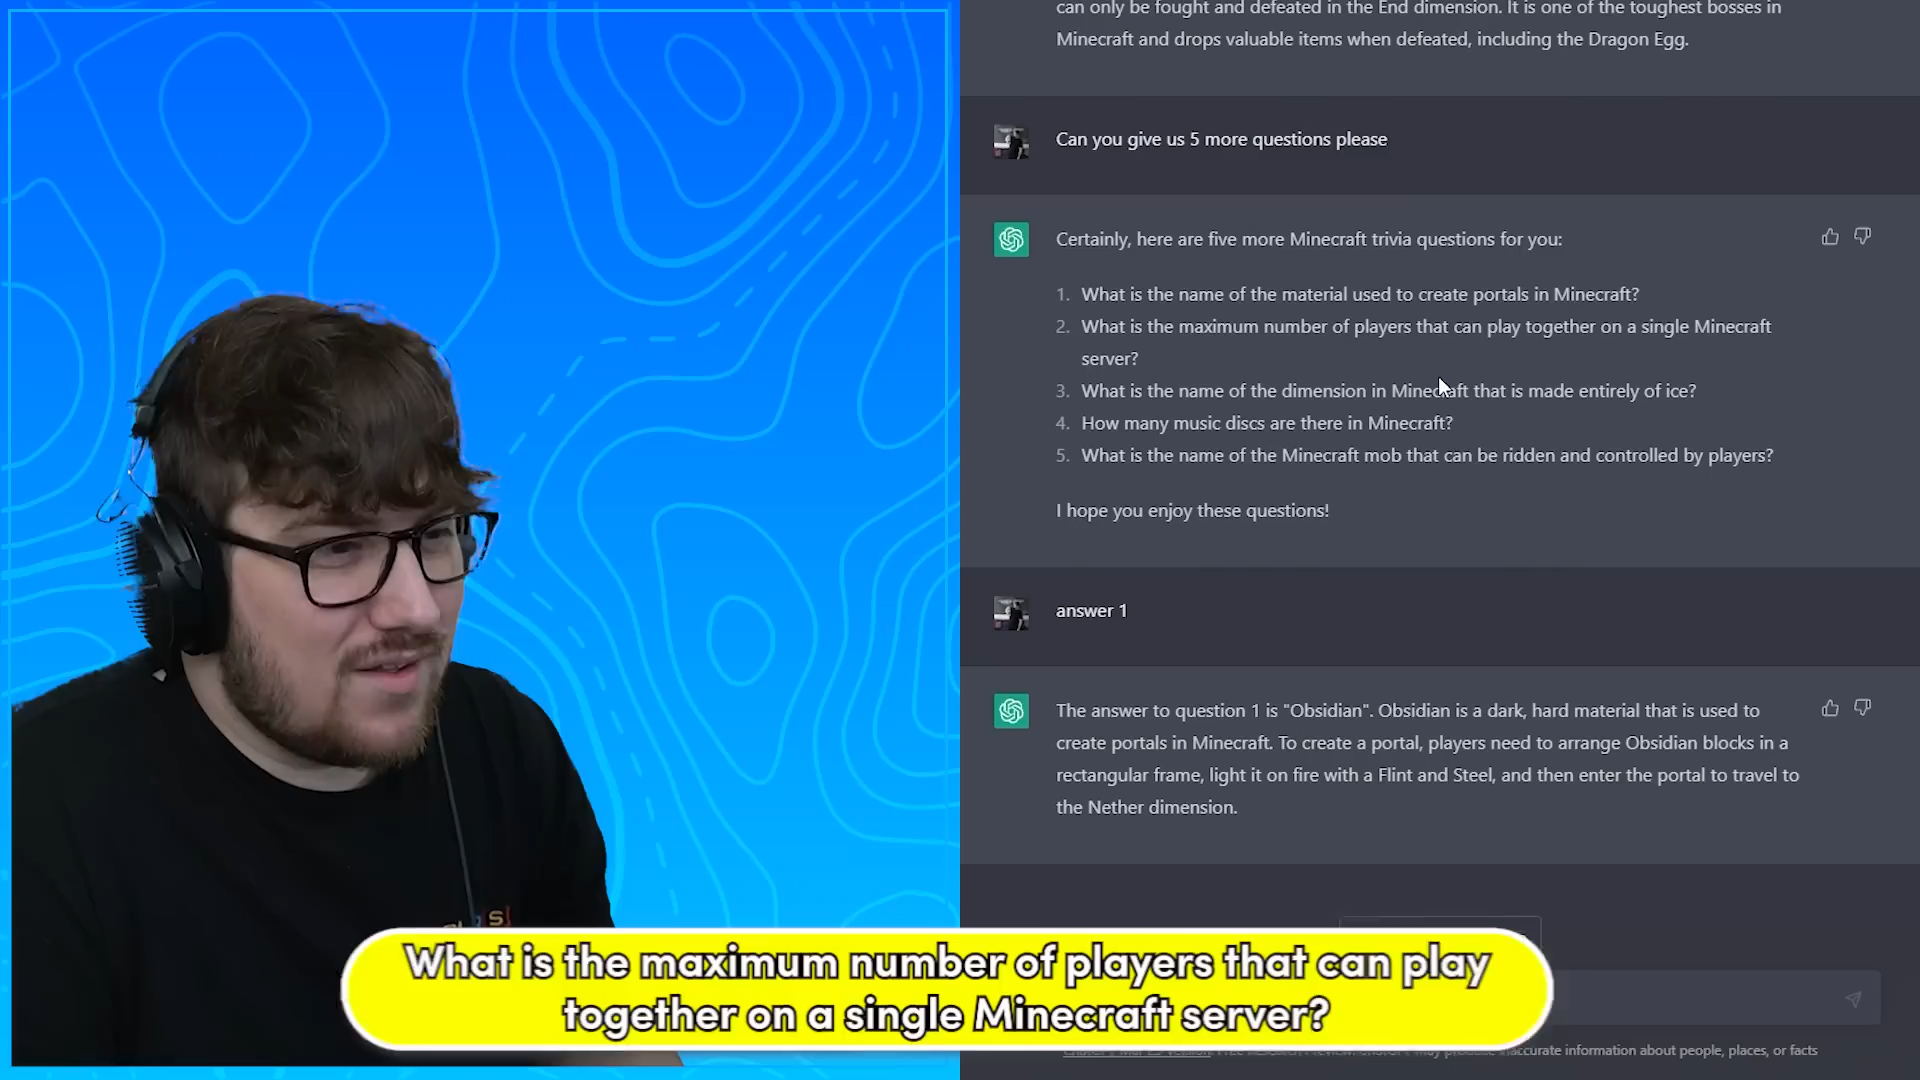 can only be fought and defeated in the End dimension. It is one of the toughest bosses in
Minecraft and drops valuable items when defeated, including the Dragon Egg.
Can you give us 5 more questions please
Certainly, here are five more Minecraft trivia questions for you:
1. What is the name of the material used to create portals in Minecraft?
2. What is the maximum number of players that can play together on a single Minecraft
server?
3. What is the name of the dimension in Minecraft that is made entirely of ice?
4. How many music discs are there in Minecraft?
5. What is the name of the Minecraft mob that can be ridden and controlled by players?
I hope you enjoy these questions!
answer 1
The answer to question 1 is "Obsidian". Obsidian is a dark, hard material that is used to
create portals in Minecraft. To create a portal, players need to arrange Obsidian blocks in a
rectangular frame, light it on fire with a Flint and Steel, and then enter the portal to travel to
the Nether dimension.
What is the maximum number of players that can play
together on a single Minecraft server?
inaccurate information about people, places, or facts